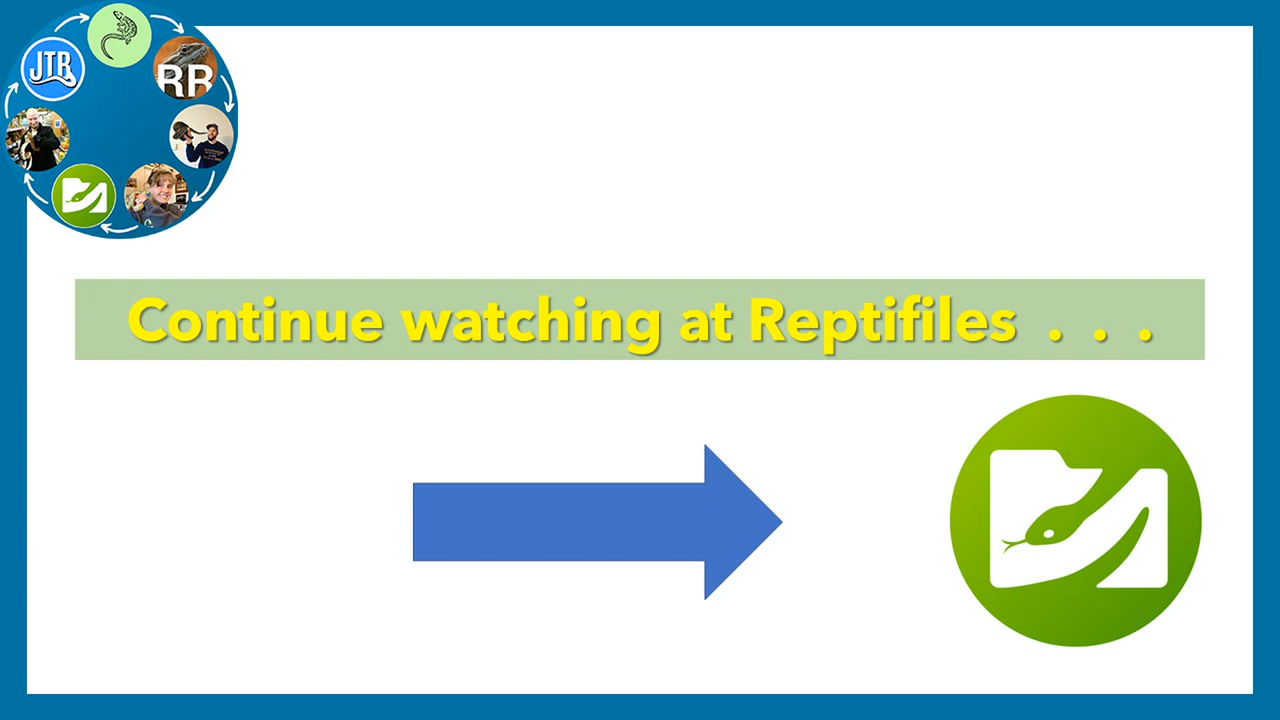 JTR
RR
Continue watching at Reptifiles . . .